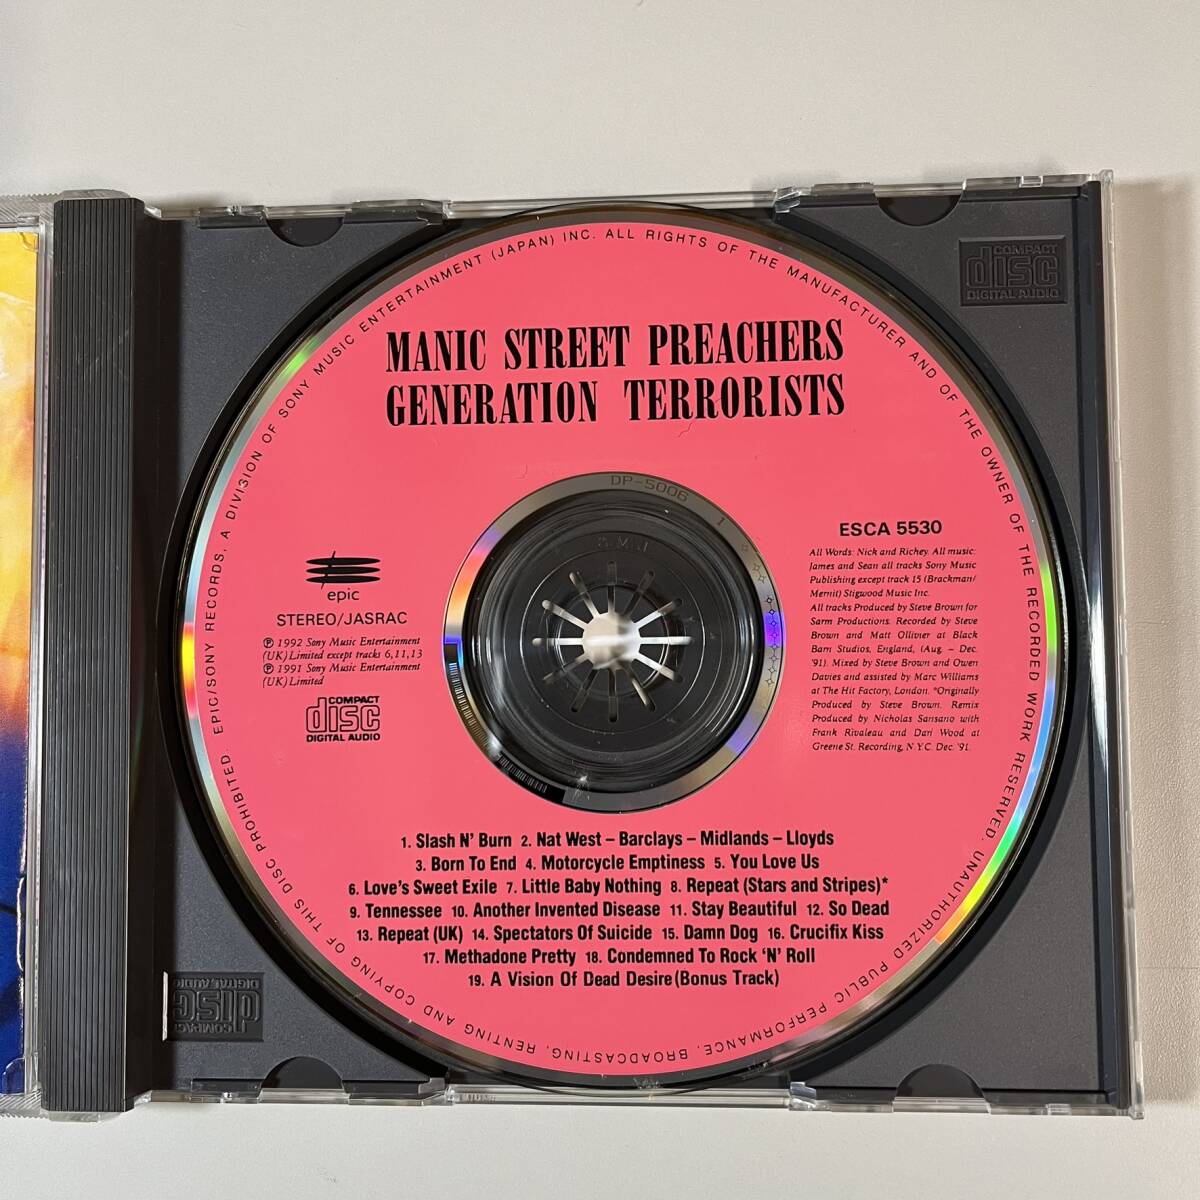 EPIC/SONY RECORDS, A DIVISION OF SONY MUSIC ENTERTAINMENT (JAPAN) INC. ALL RIGHTS OF THE MANUFACTURER AND OF THE OWNER OF THE RECORDED WORK RESERVED. UNAUTHORIZED PUBLIC PERFORMANCE, BROADCASTING, RENTING AND COPYING OF THIS DISC PROHIBITED.
MANIC STREET PREACHERS
GENERATION TERRORISTS
COMPACT
disc
DIGITAL AUDIO
DP-5006 1
epic
STEREO/JASRAC
℗ 1992 Sony Music Entertainment
(UK) Limited except tracks 6,11,13
℗ 1991 Sony Music Entertainment
(UK) Limited
COMPACT
disc
DIGITAL AUDIO
ESCA 5530
All Words: Nick and Richey. All music:
James and Sean all tracks Sony Music
Publishing except track 15 (Brackman/
Merrit) Stigwood Music Inc.
All tracks Produced by Steve Brown for
Sarm Productions. Recorded by Steve
Brown and Matt Ollivier at Black
Barn Studios, England, (Aug. – Dec.
'91). Mixed by Steve Brown and Owen
Davies and assisted by Marc Williams
at The Hit Factory, London. *Originally
Produced by Steve Brown. Remix
Produced by Nicholas Sansano with
Frank Rivaleau and Dan Wood at
Greene St. Recording, N.Y.C. Dec. '91.
1. Slash N' Burn 2. Nat West – Barclays – Midlands – Lloyds
3. Born To End 4. Motorcycle Emptiness 5. You Love Us
6. Love's Sweet Exile 7. Little Baby Nothing 8. Repeat (Stars and Stripes)*
9. Tennessee 10. Another Invented Disease 11. Stay Beautiful 12. So Dead
13. Repeat (UK) 14. Spectators Of Suicide 15. Damn Dog 16. Crucifix Kiss
17. Methadone Pretty 18. Condemned To Rock 'N' Roll
19. A Vision Of Dead Desire (Bonus Track)
COMPACT
disc
DIGITAL AUDIO